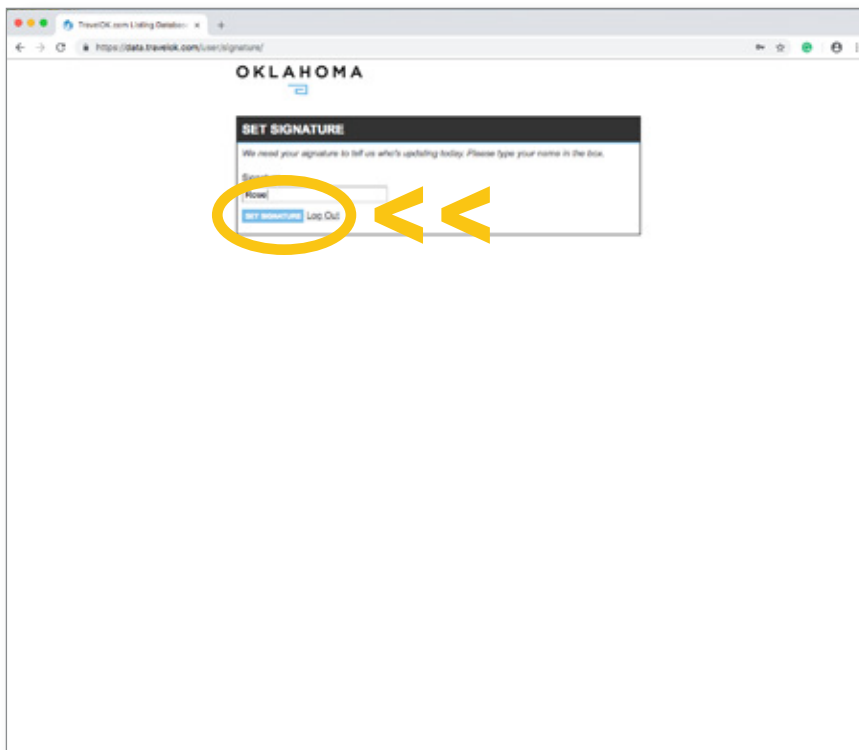 TravelOK.com Listing Databas
https://data.travelok.com/user/signature/
OKLAHOMA
SET SIGNATURE
We need your signature to tell us who's updating today. Please type your name in the box.
Rose
SET SIGNATURE Log Out
<<